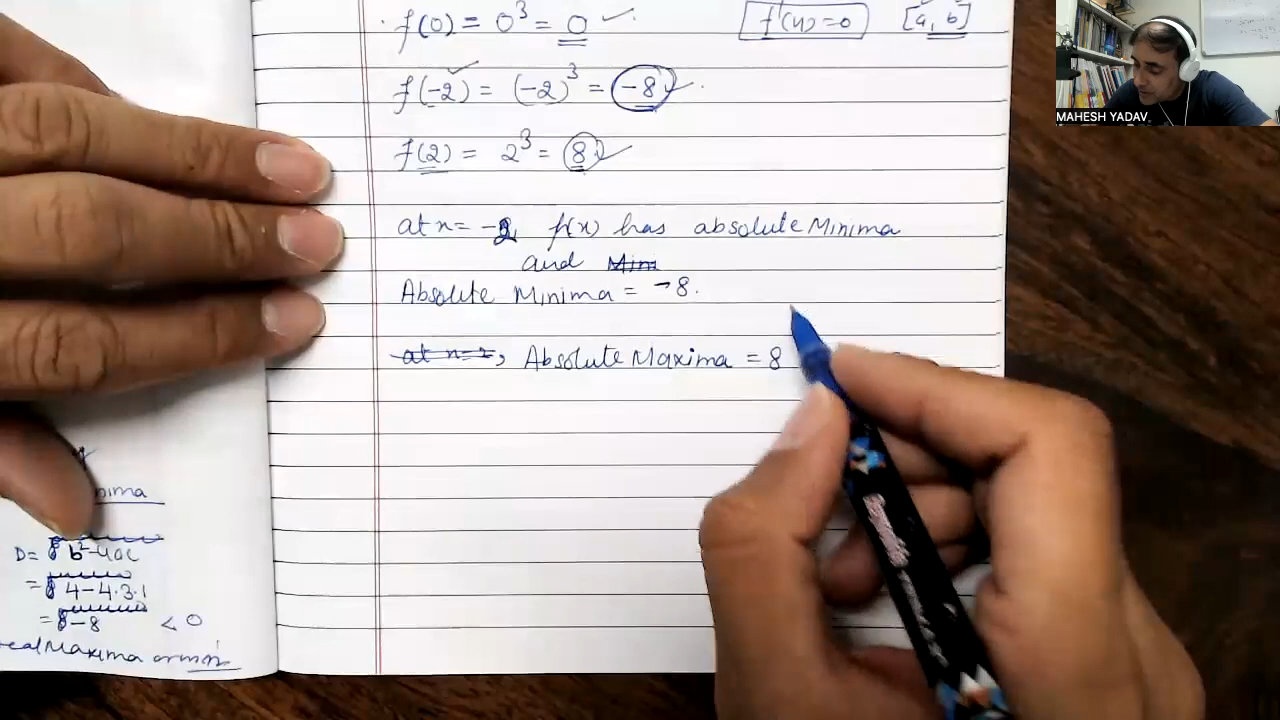 f(0) = 0³ = 0 ✓
f'(x) = 0 [a, b]
f(-2) = (-2)³ = -8 ✓
f(2) = 2³ = 8 ✓
at x = -2, f(x) has absolute Minima
and
Absolute Minima = -8.
at x=2, Absolute Maxima = 8
nima
D = b²-4ac
= 4-4·3·1
= -8 < 0
MAHESH YADAV